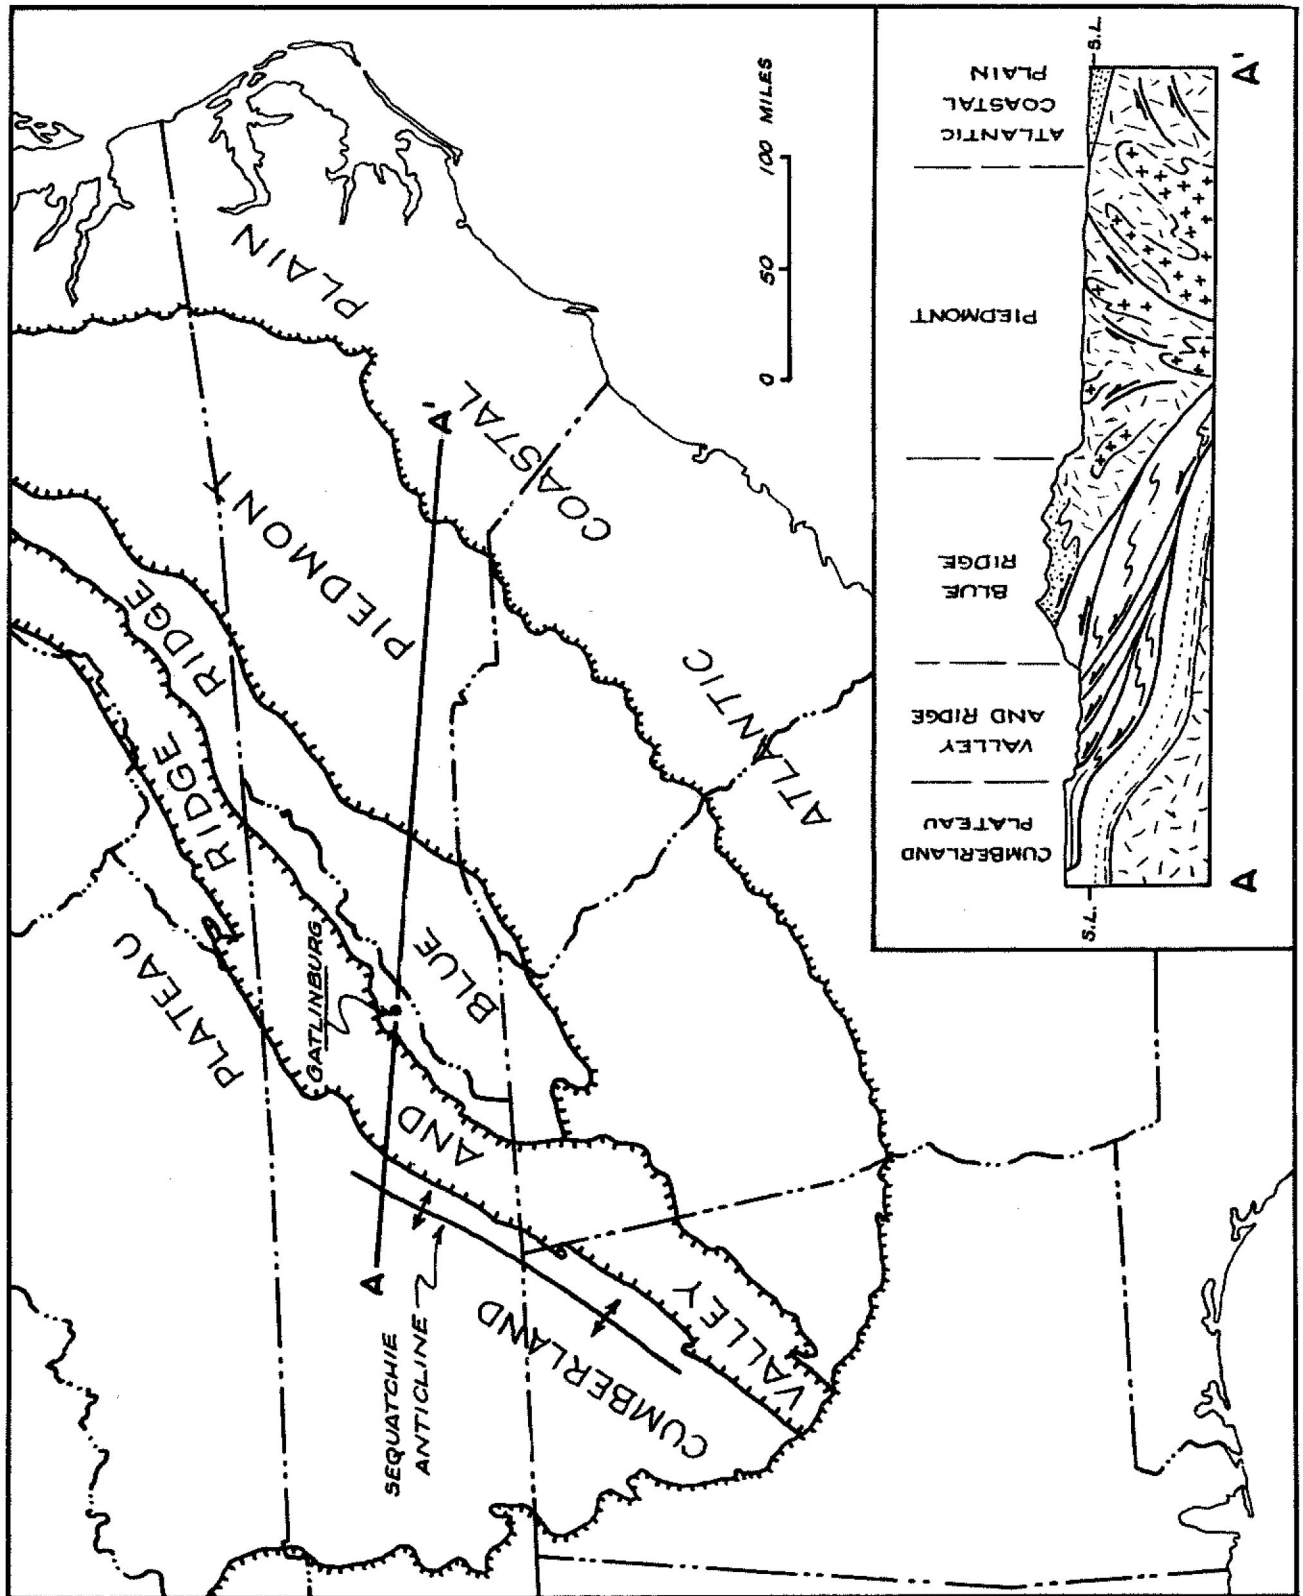 PLATEAU
CUMBERLAND
VALLEY
AND
RIDGE
BLUE
RIDGE
PIEDMONT
ATLANTIC
COASTAL
PLAIN
GATLINBURG
SEQUATCHIE
ANTICLINE
A
A'
0 50 100 MILES
CUMBERLAND
PLATEAU
VALLEY
AND RIDGE
BLUE
RIDGE
PIEDMONT
ATLANTIC
COASTAL
PLAIN
S.L.
S.L.
A
A'